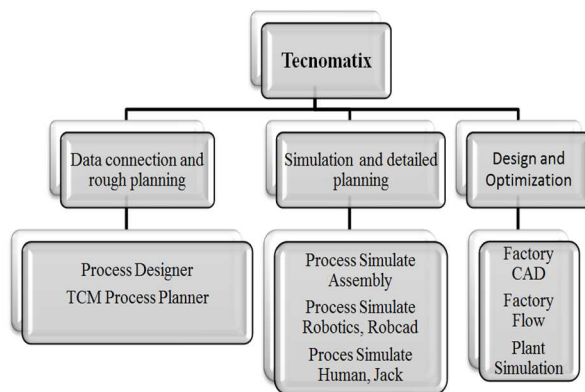 Tecnomatix
Data connection and
rough planning
Simulation and detailed
planning
Design and
Optimization
Process Designer
TCM Process Planner
Process Simulate
Assembly
Process Simulate
Robotics, Robcad
Proces Simulate
Human, Jack
Factory
CAD
Factory
Flow
Plant
Simulation